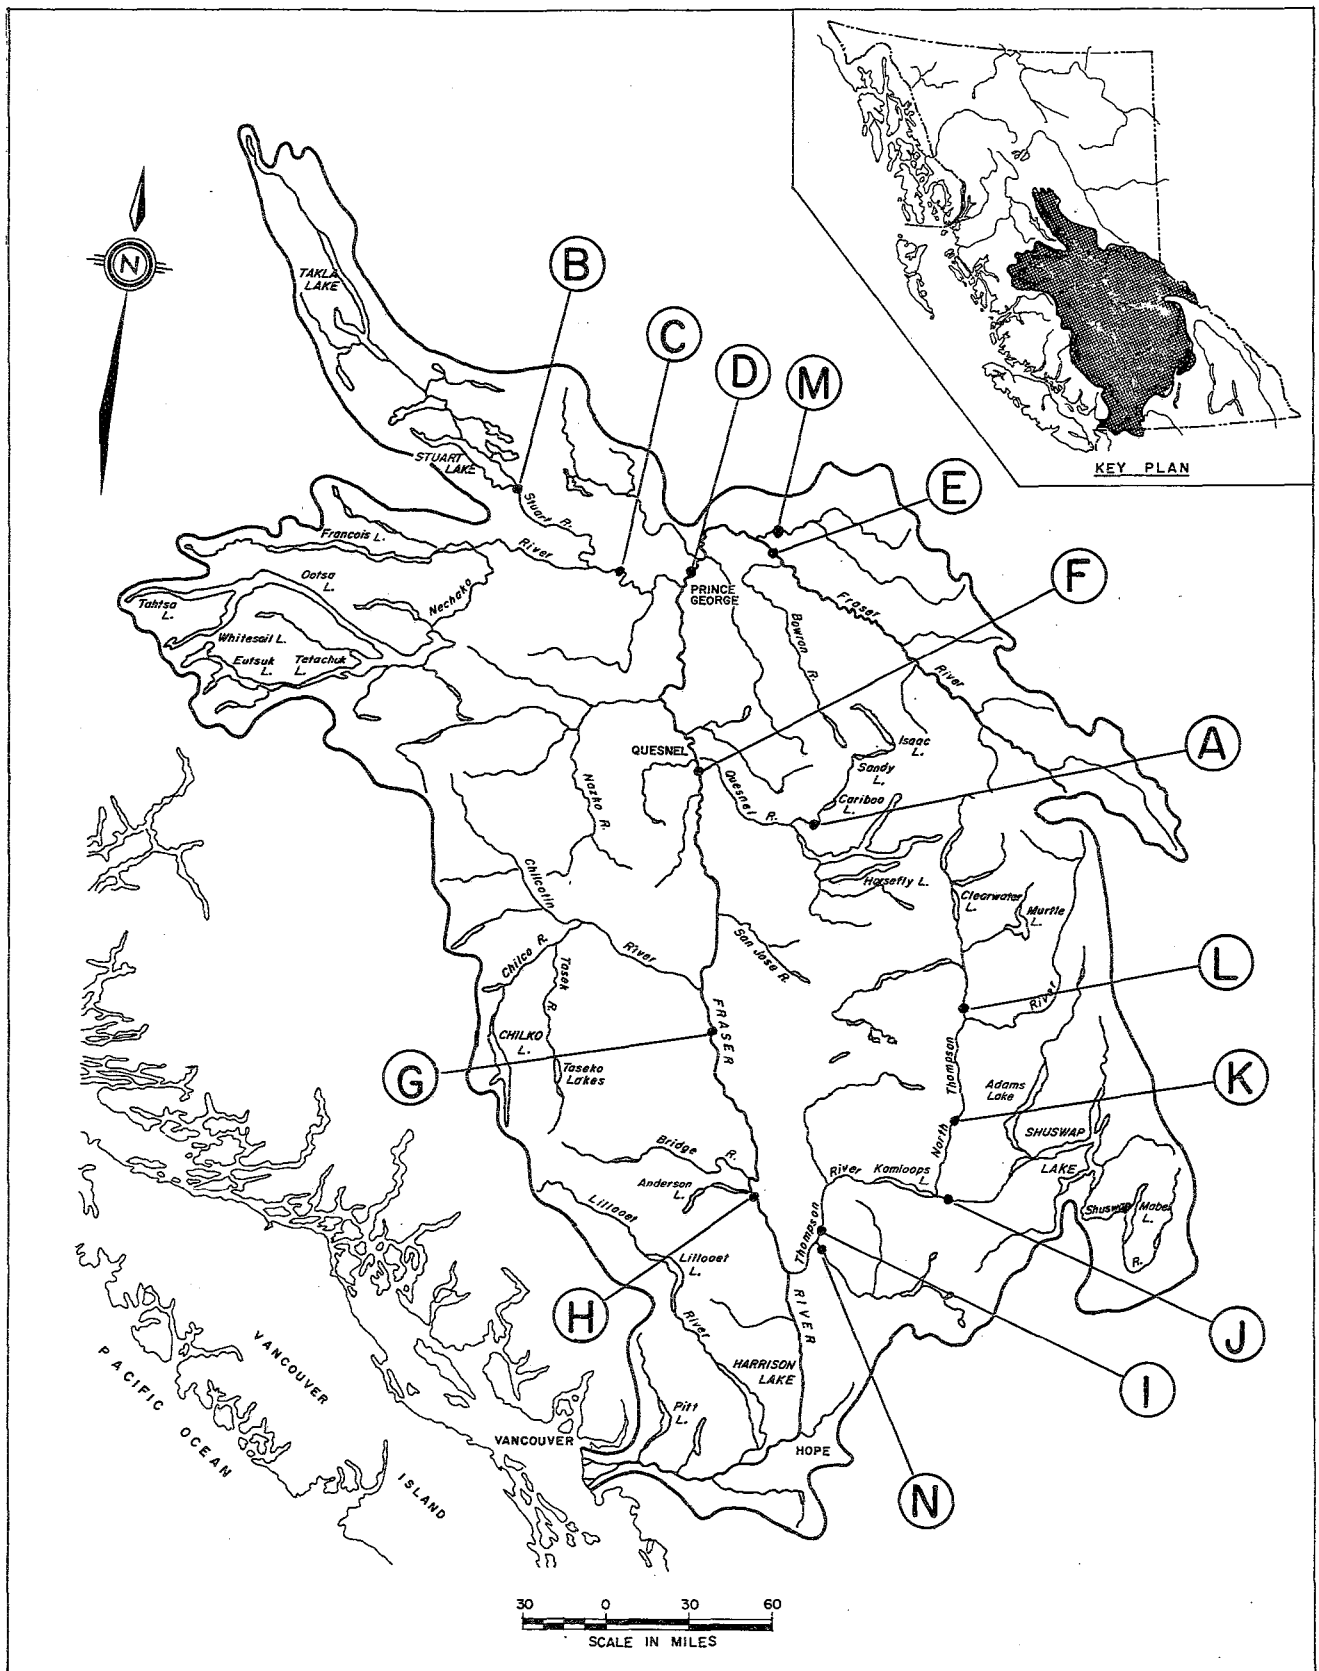 KEY PLAN
N
B
C
D
M
E
F
A
L
K
J
I
N
H
G
TAKLA
LAKE
STUART
LAKE
Stuart R.
Francois L.
River
Ootsa
L.
Nechako
Tahtsa
L.
Whitesail L.
Eutsuk
L.
Tetachuk
L.
PRINCE
GEORGE
Fraser
River
Bowron R.
QUESNEL
Quesnel R.
Isaac
L.
Sandy
L.
Cariboo
L.
Nazko R.
Chilcotin
River
Horsefly L.
Clearwater
L.
Murtle
L.
San Jose R.
Chilco R.
Tasek R.
FRASER
River
CHILKO
L.
Taseko
Lakes
Thompson
North
Adams
Lake
SHUSWAP
LAKE
Bridge R.
River
Kamloops
L.
Anderson
L.
Shuswap
Mabel
L.
R.
Lillooet
Thompson
Lillooet
L.
River
RIVER
HARRISON
LAKE
Pitt
L.
VANCOUVER
HOPE
VANCOUVER
ISLAND
PACIFIC OCEAN
30 0 30 60
SCALE IN MILES